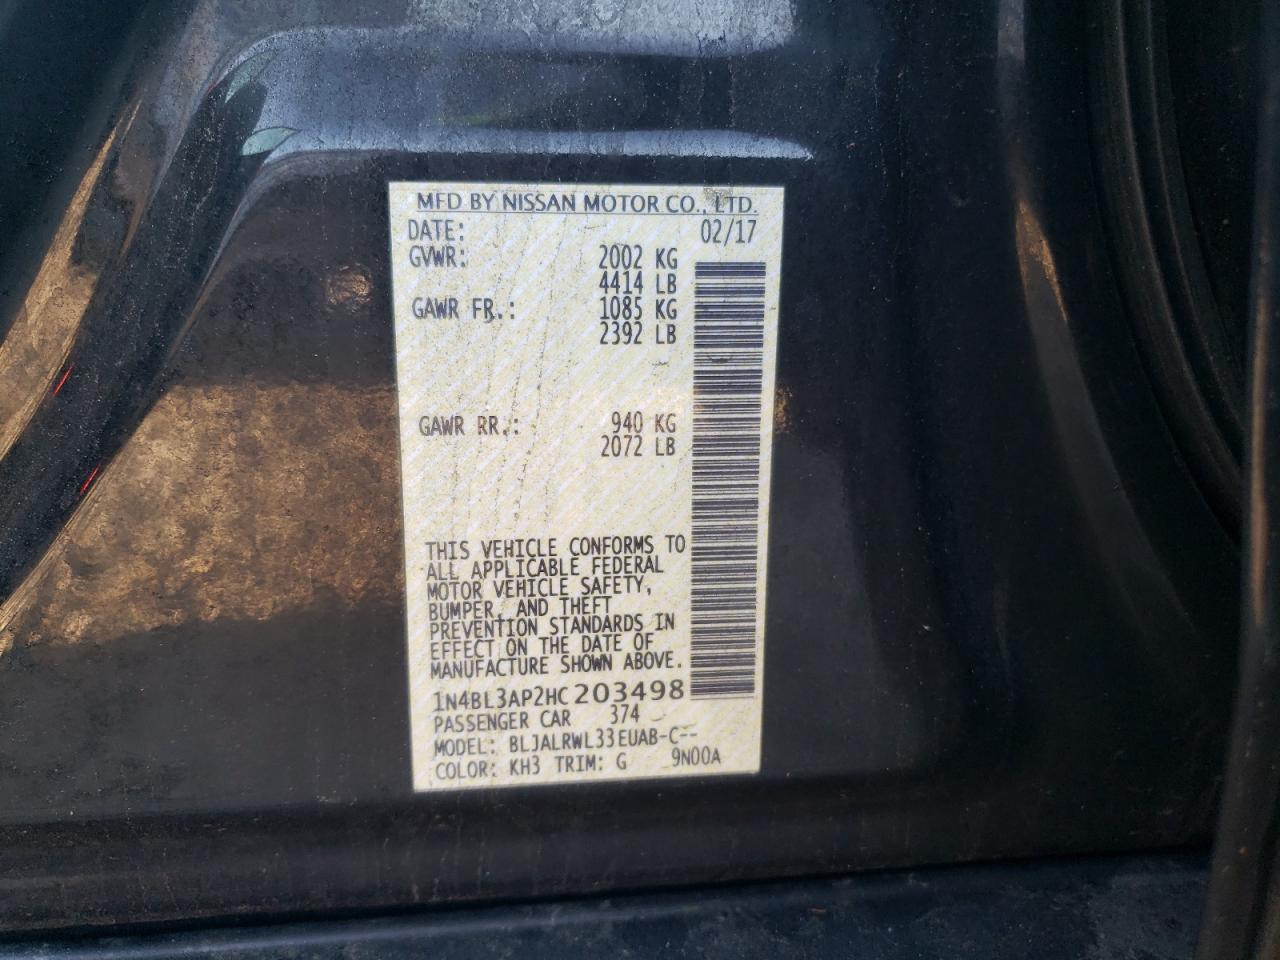 MFD BY NISSAN MOTOR CO., LTD.
DATE: 02/17
GVWR: 2002 KG
4414 LB
GAWR FR.: 1085 KG
2392 LB
GAWR RR.: 940 KG
2072 LB
THIS VEHICLE CONFORMS TO
ALL APPLICABLE FEDERAL
MOTOR VEHICLE SAFETY,
BUMPER, AND THEFT
PREVENTION STANDARDS IN
EFFECT ON THE DATE OF
MANUFACTURE SHOWN ABOVE.
1N4BL3AP2HC203498
PASSENGER CAR 374
MODEL: BLJALRWL33EUAB-C--
COLOR: KH3 TRIM: G 9N00A